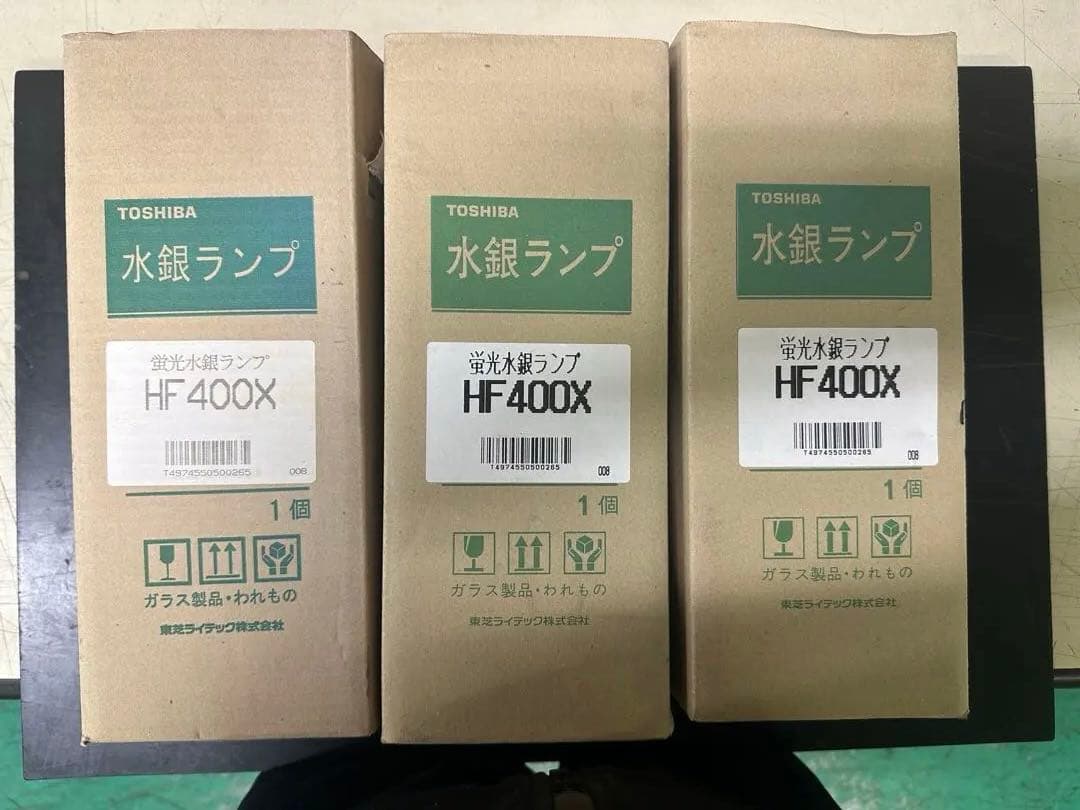 TOSHIBA
水銀ランプ
蛍光水銀ランプ
HF400X
T4974550500265
008
1個
ガラス製品・われもの
東芝ライテック株式会社
TOSHIBA
水銀ランプ
蛍光水銀ランプ
HF400X
T4974550500265
008
1個
ガラス製品・われもの
東芝ライテック株式会社
TOSHIBA
水銀ランプ
蛍光水銀ランプ
HF400X
T4974550500265
008
1個
ガラス製品・われもの
東芝ライテック株式会社